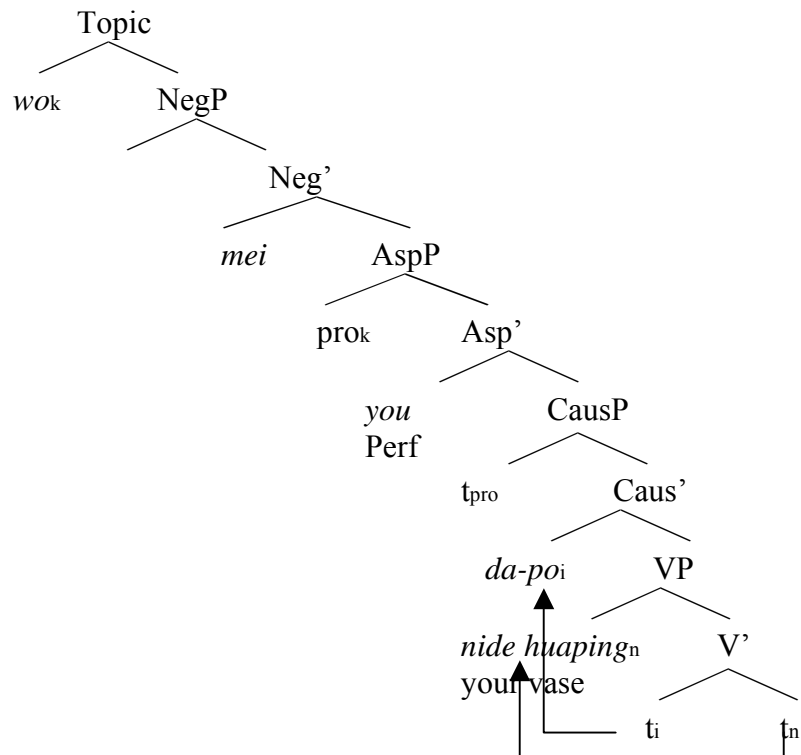 Topic
wok
NegP
Neg’
mei
AspP
prok
Asp’
you
Perf
CausP
tpro
Caus’
da-poi
VP
nide huapingn
your vase
V’
ti
tn